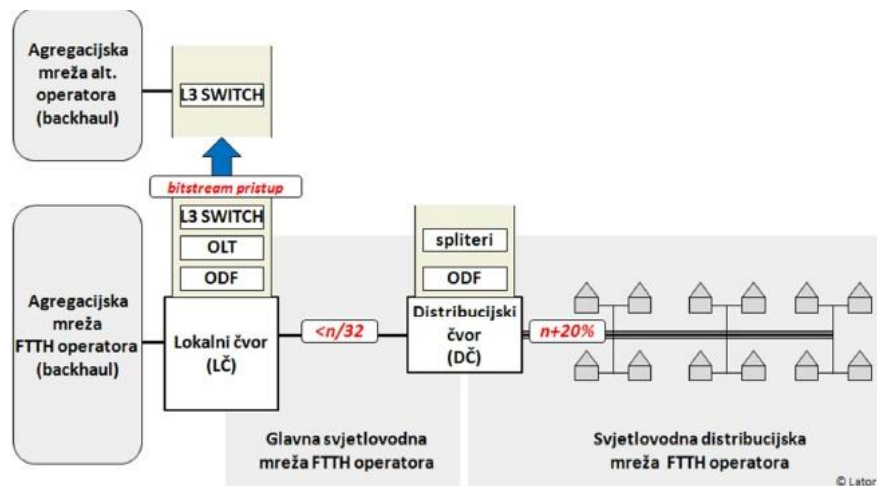 Agregacijska
mreža alt.
operatora
(backhaul)
L3 SWITCH
bitstream pristup
L3 SWITCH
OLT
ODF
Agregacijska
mreža
FTTH operatora
(backhaul)
Lokalni čvor
(LČ)
<n/32
spliteri
ODF
Distribucijski
čvor
(DČ)
n+20%
Glavna svjetlovodna
mreža FTTH operatora
Svjetlovodna distribucijska
mreža FTTH operatora
© Lator